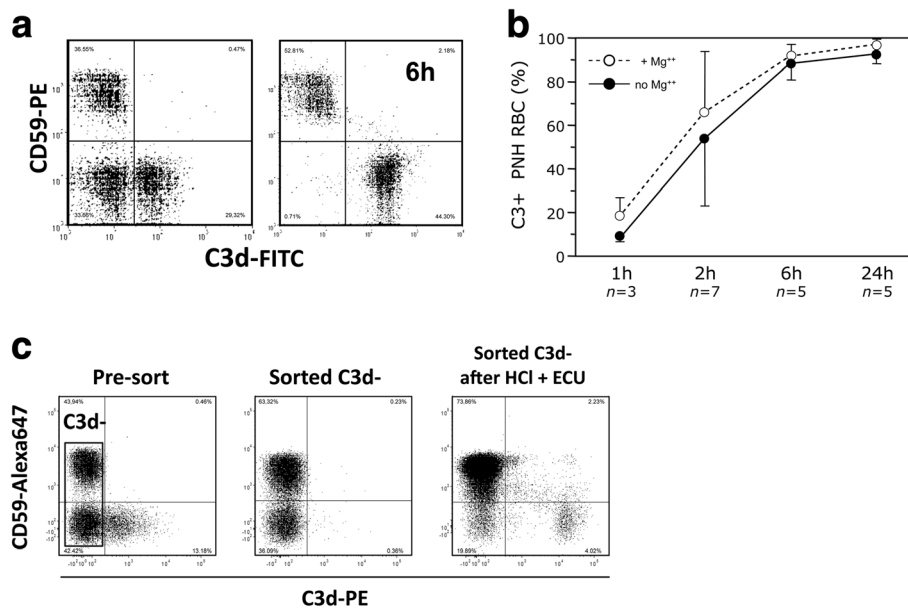 a
36.55%
0.47%
33.66%
29.32%
CD59-PE
52.81%
2.18%
6h
0.71%
44.30%
C3d-FITC
b
100
80
60
40
20
0
C3+ PNH RBC (%)
+ Mg++
no Mg++
1h 2h 6h 24h
n=3 n=7 n=5 n=5
c
Pre-sort
43.94% 0.46%
C3d-
42.42% 13.18%
CD59-Alexa647
Sorted C3d-
63.32% 0.23%
36.09% 0.36%
Sorted C3d-
after HCl + ECU
73.86% 2.23%
19.89% 4.02%
C3d-PE